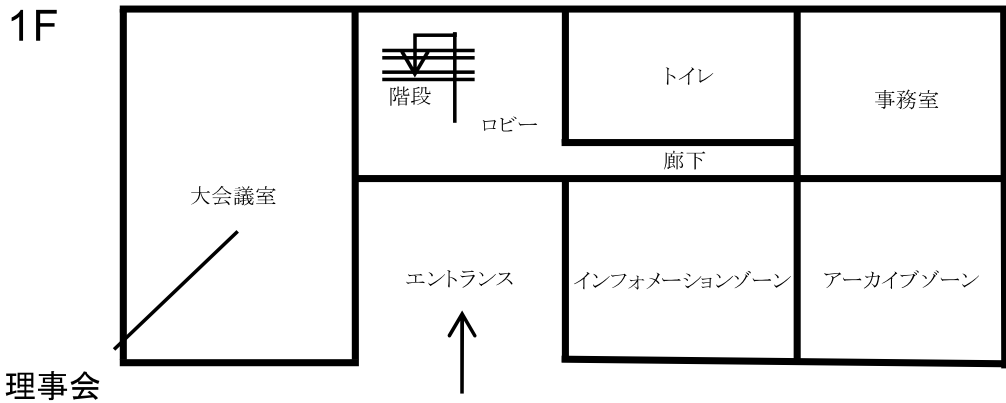 1F
トイレ
事務室
階段
ロビー
廊下
大会議室
エントランス
インフォメーションゾーン
アーカイブゾーン
理事会